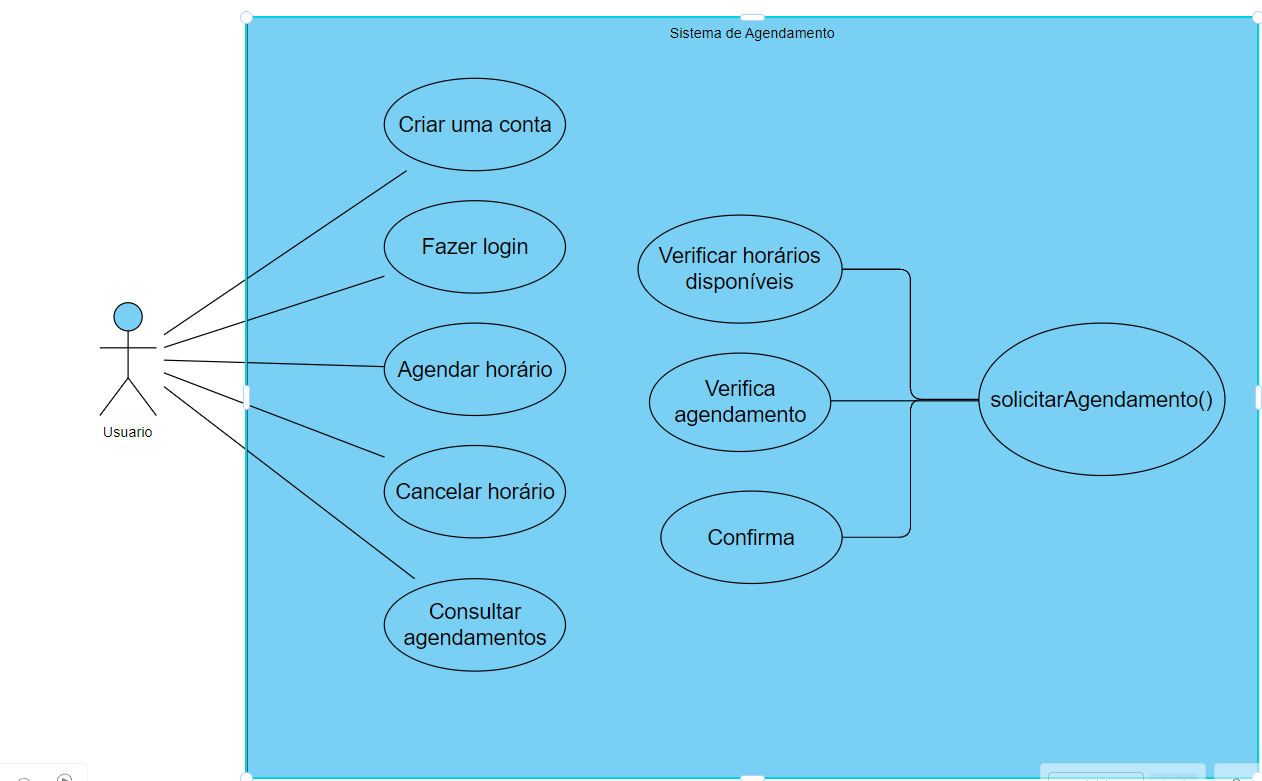 Sistema de Agendamento
Criar uma conta
Fazer login
Agendar horário
Cancelar horário
Consultar
agendamentos
Verificar horários
disponíveis
Verifica
agendamento
Confirma
solicitarAgendamento()
Usuario